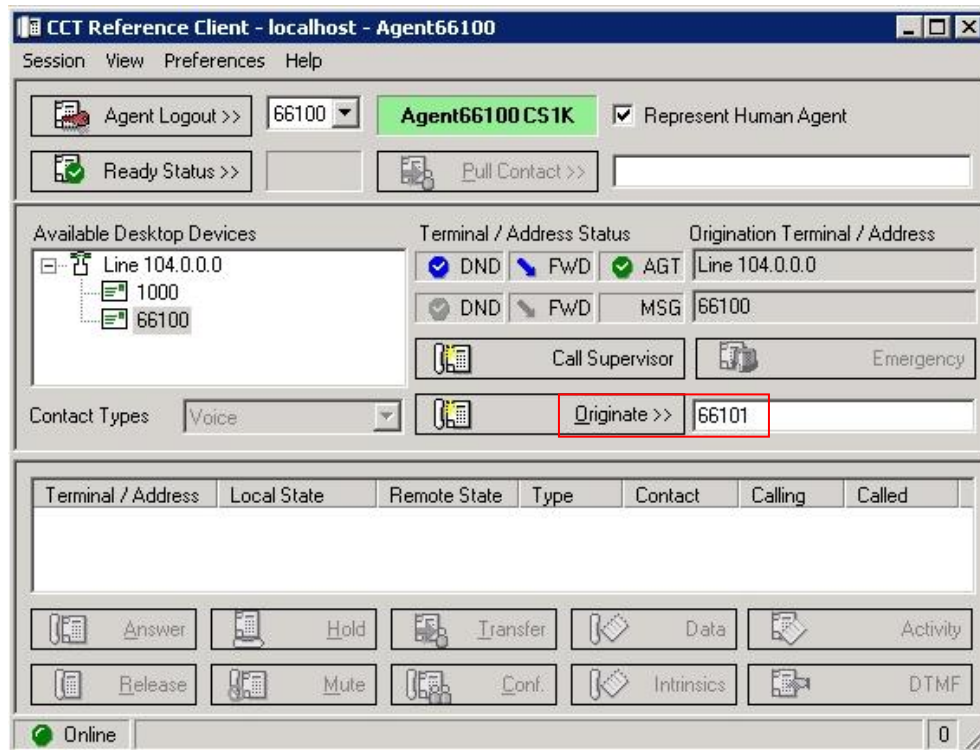 CCT Reference Client - localhost - Agent66100
Session View Preferences Help
Agent Logout >> 66100 Agent66100 CS1K Represent Human Agent
Ready Status >> Pull Contact >>
Available Desktop Devices Terminal / Address Status Origination Terminal / Address
Line 104.0.0.0 DND FWD AGT Line 104.0.0.0
1000
66100 DND FWD MSG 66100
Call Supervisor Emergency
Contact Types Voice Originate >> 66101
Terminal / Address Local State Remote State Type Contact Calling Called
Answer Hold Transfer Data Activity
Release Mute Conf. Intrinsics DTMF
Online 0